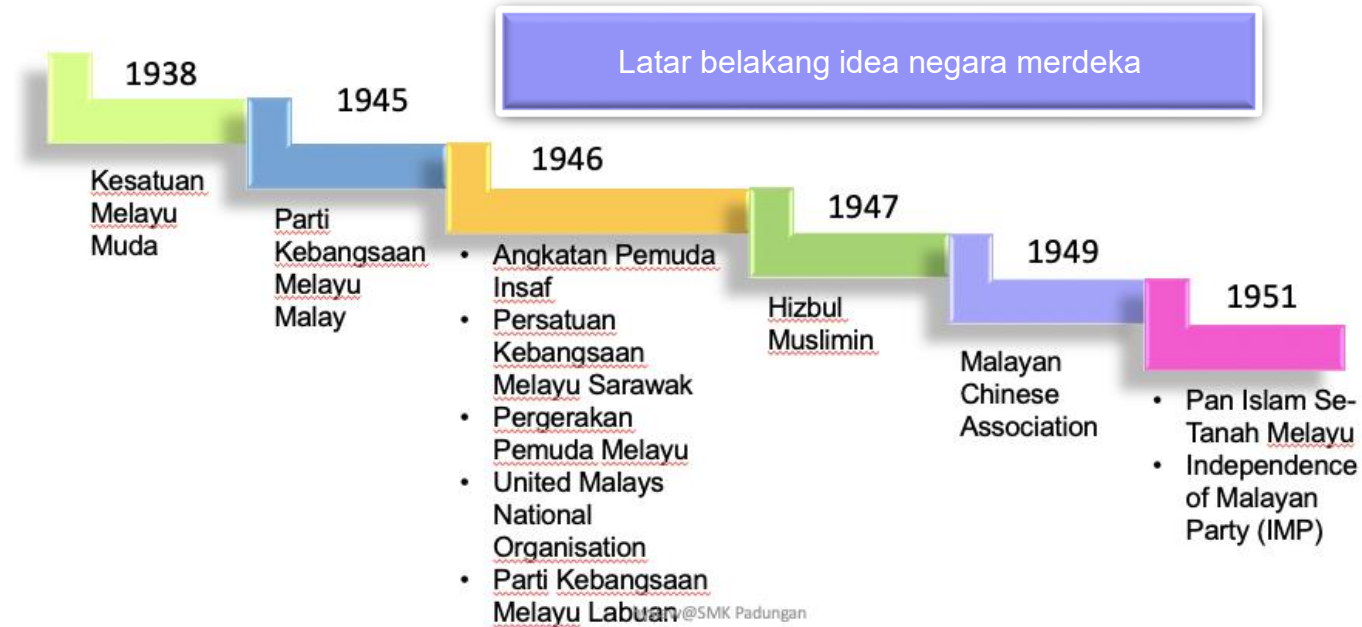 Latar belakang idea negara merdeka
1938
Kesatuan
Melayu
Muda
1945
Parti
Kebangsaan
Melayu
Malay
1946
• Angkatan Pemuda
Insaf
• Persatuan
Kebangsaan
Melayu Sarawak
• Pergerakan
Pemuda Melayu
• United Malays
National
Organisation
• Parti Kebangsaan
Melayu Labuan
1947
Hizbul
Muslimin
1949
Malayan
Chinese
Association
1951
• Pan Islam Se-
Tanah Melayu
• Independence
of Malayan
Party (IMP)
@SMK Padungan